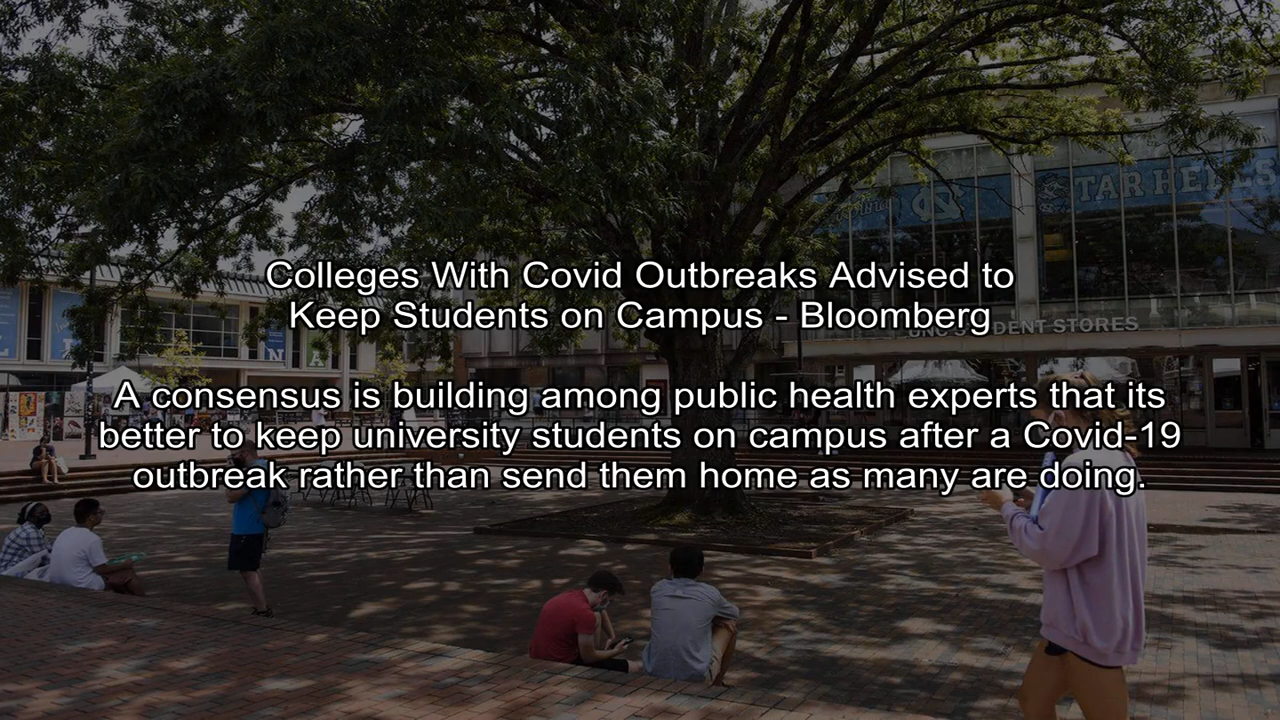 TAR HEELS
Colleges With Covid Outbreaks Advised to
Keep Students on Campus - Bloomberg
STUDENT STORES
A consensus is building among public health experts that its
better to keep university students on campus after a Covid-19
outbreak rather than send them home as many are doing.